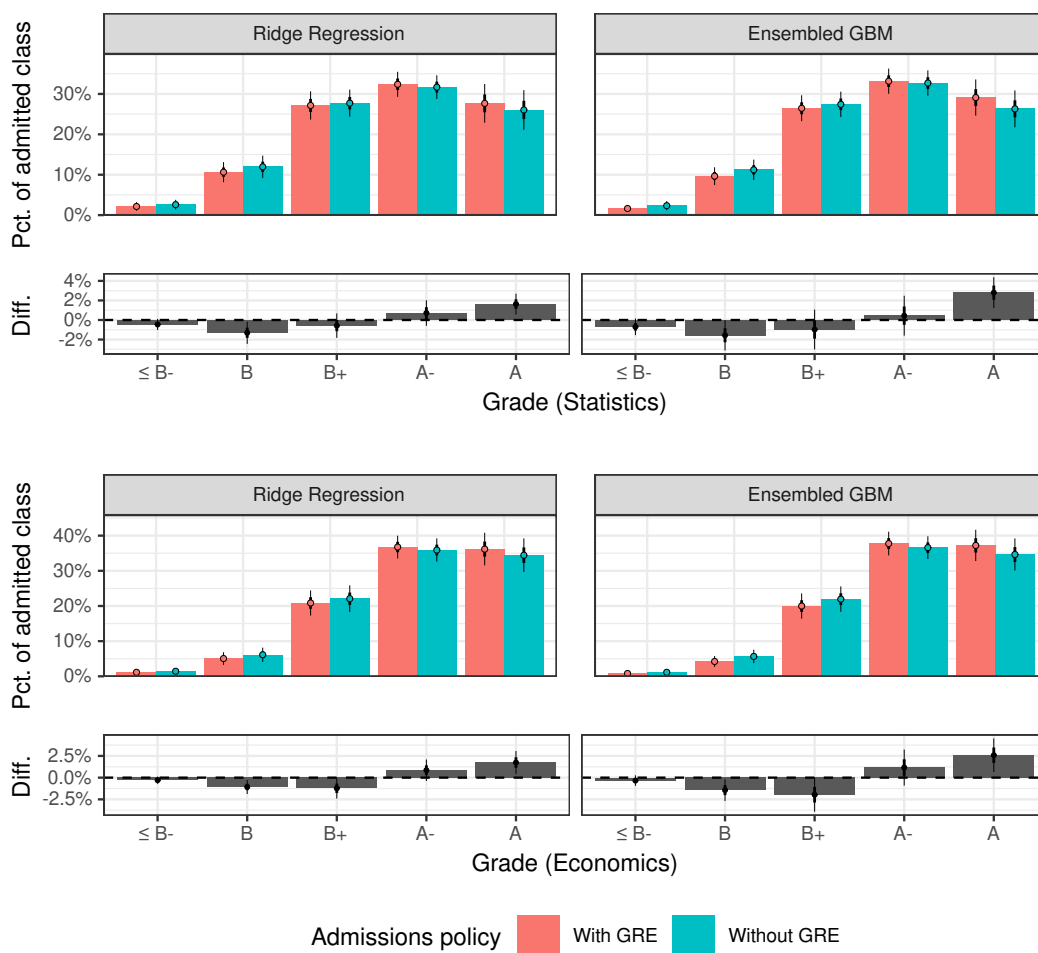 Ridge Regression Ensembled GBM
Pct. of admitted class
30%
20%
10%
0%
Diff.
4%
2%
0%
-2%
≤ B- B B+ A- A ≤ B- B B+ A- A
Grade (Statistics)
Ridge Regression Ensembled GBM
Pct. of admitted class
40%
30%
20%
10%
0%
Diff.
2.5%
0.0%
-2.5%
≤ B- B B+ A- A ≤ B- B B+ A- A
Grade (Economics)
Admissions policy With GRE Without GRE